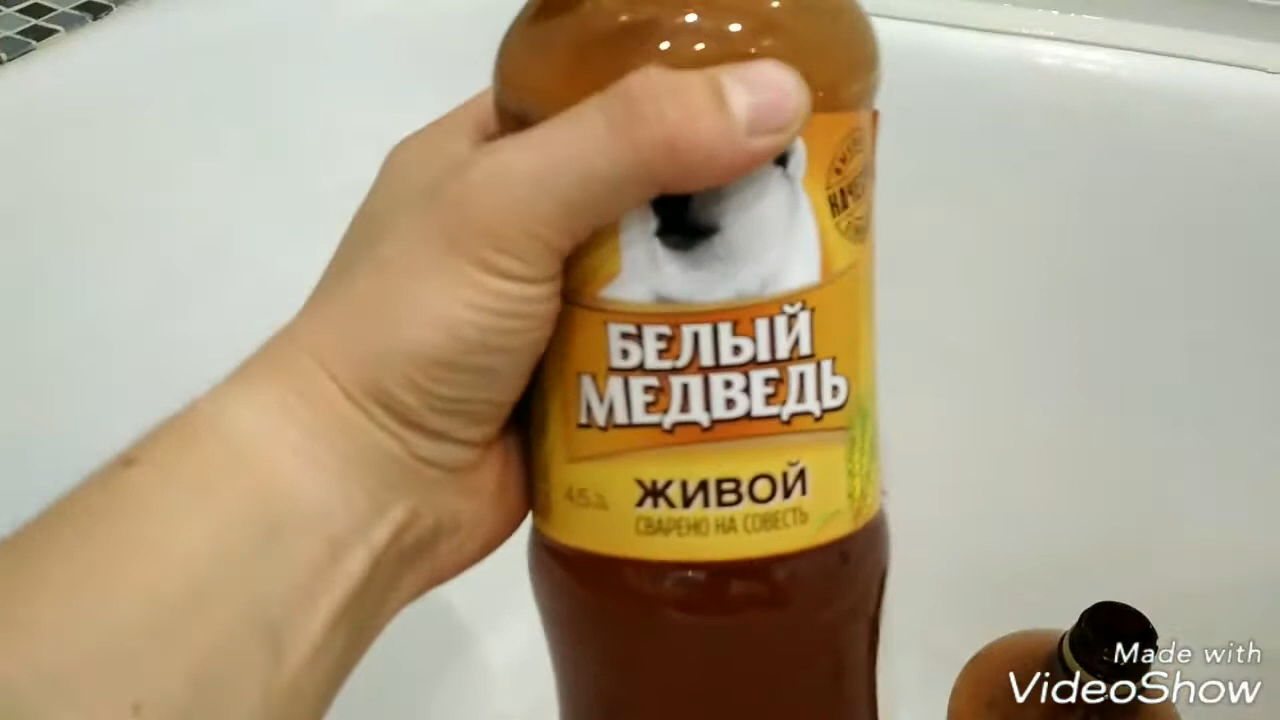 БЕЛЫЙ
МЕДВЕДЬ
ЖИВОЙ
СВАРЕНО НА СОВЕСТЬ
Made with
VideoShow